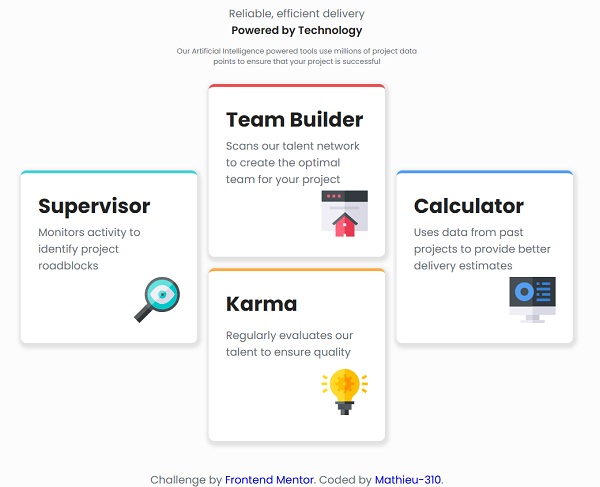 Reliable, efficient delivery
Powered by Technology
Our Artificial Intelligence powered tools use millions of project data
points to ensure that your project is successful
Supervisor
Monitors activity to
identify project
roadblocks
Team Builder
Scans our talent network
to create the optimal
team for your project
Karma
Regularly evaluates our
talent to ensure quality
Calculator
Uses data from past
projects to provide better
delivery estimates
Challenge by Frontend Mentor. Coded by Mathieu-310.